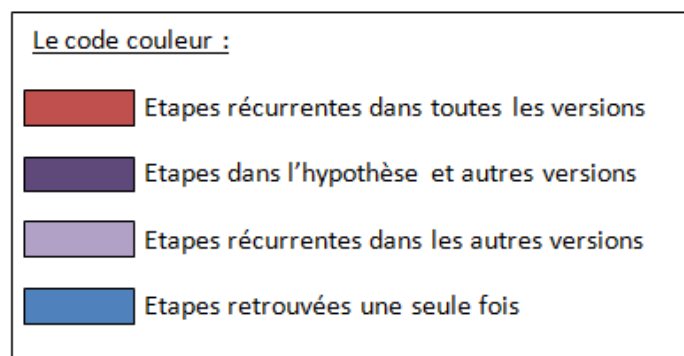 Le code couleur :
Etapes récurrentes dans toutes les versions
Etapes dans l’hypothèse et autres versions
Etapes récurrentes dans les autres versions
Etapes retrouvées une seule fois